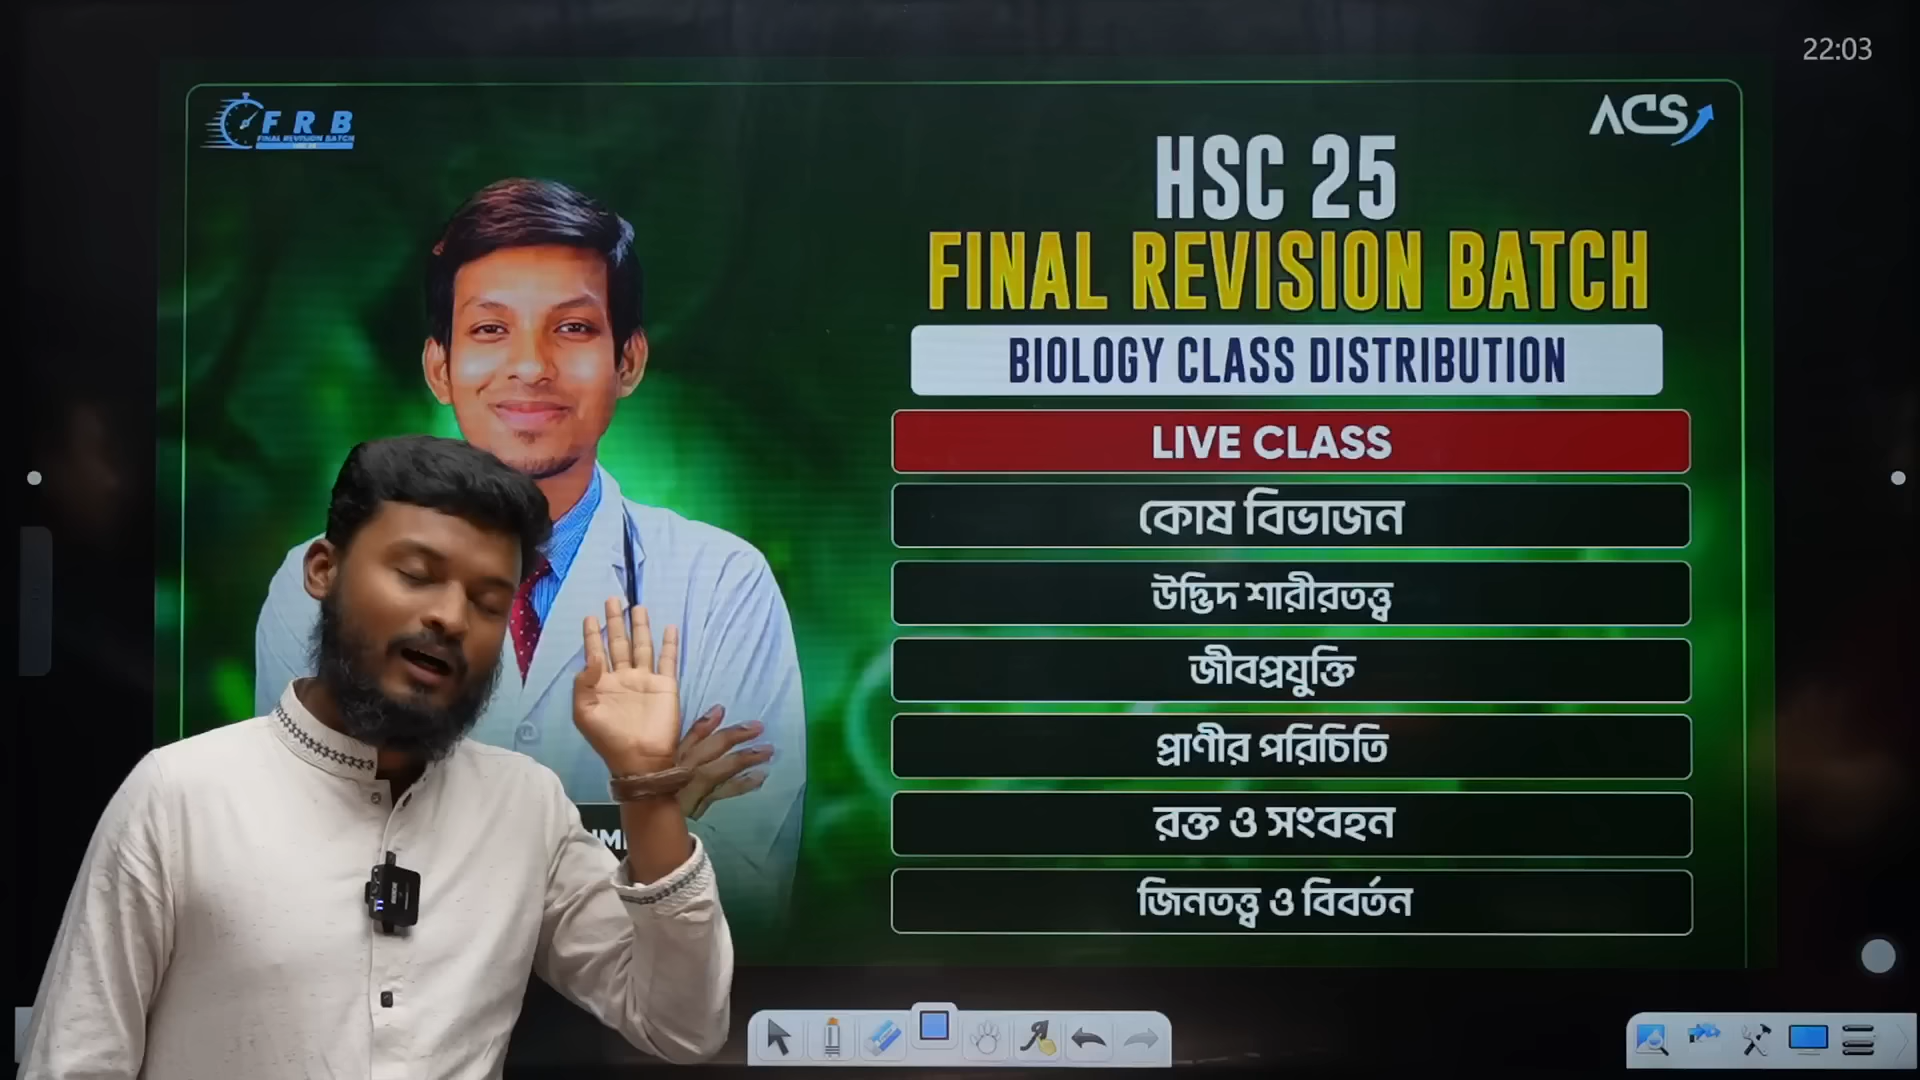 22:03
F R B
FINAL REVISION BATCH
ACS
HSC 25
FINAL REVISION BATCH
BIOLOGY CLASS DISTRIBUTION
LIVE CLASS
কোষ বিভাজন
উদ্ভিদ শারীরতত্ত্ব
জীবপ্রযুক্তি
প্রাণীর পরিচিতি
রক্ত ও সংবহন
জিনতত্ত্ব ও বিবর্তন